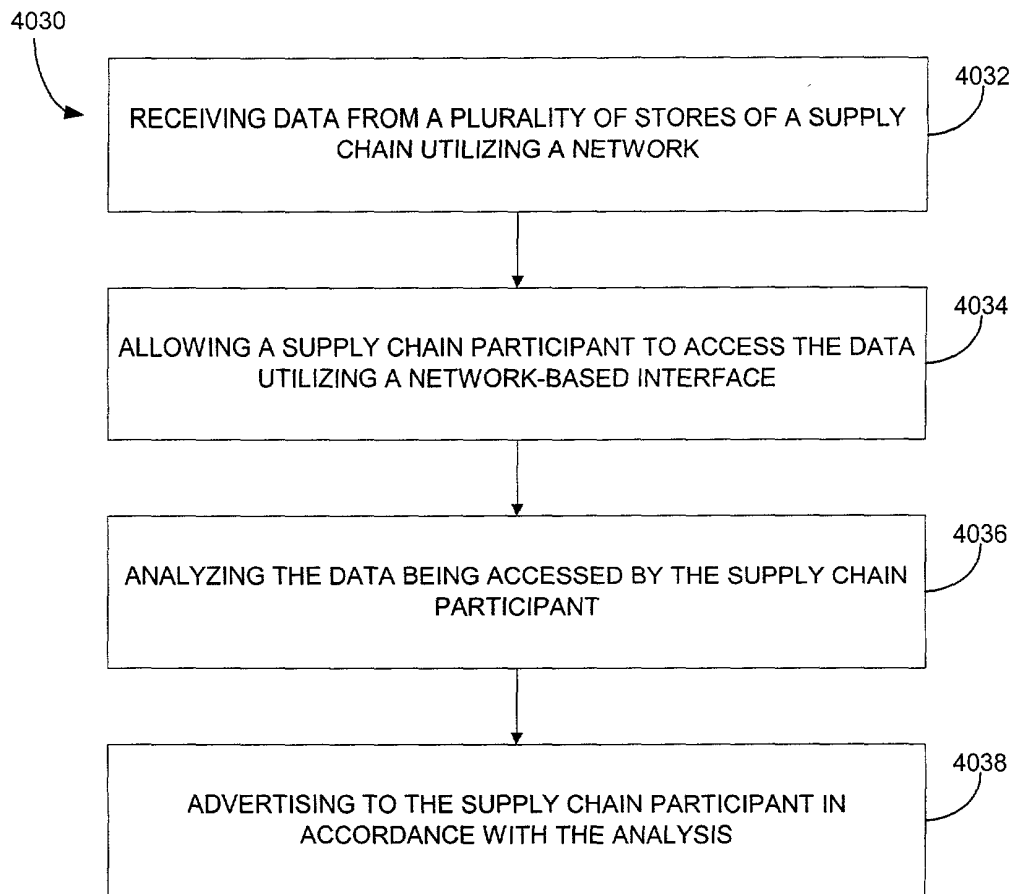 4030
4032
RECEIVING DATA FROM A PLURALITY OF STORES OF A SUPPLY
CHAIN UTILIZING A NETWORK
4034
ALLOWING A SUPPLY CHAIN PARTICIPANT TO ACCESS THE DATA
UTILIZING A NETWORK-BASED INTERFACE
4036
ANALYZING THE DATA BEING ACCESSED BY THE SUPPLY CHAIN
PARTICIPANT
4038
ADVERTISING TO THE SUPPLY CHAIN PARTICIPANT IN
ACCORDANCE WITH THE ANALYSIS